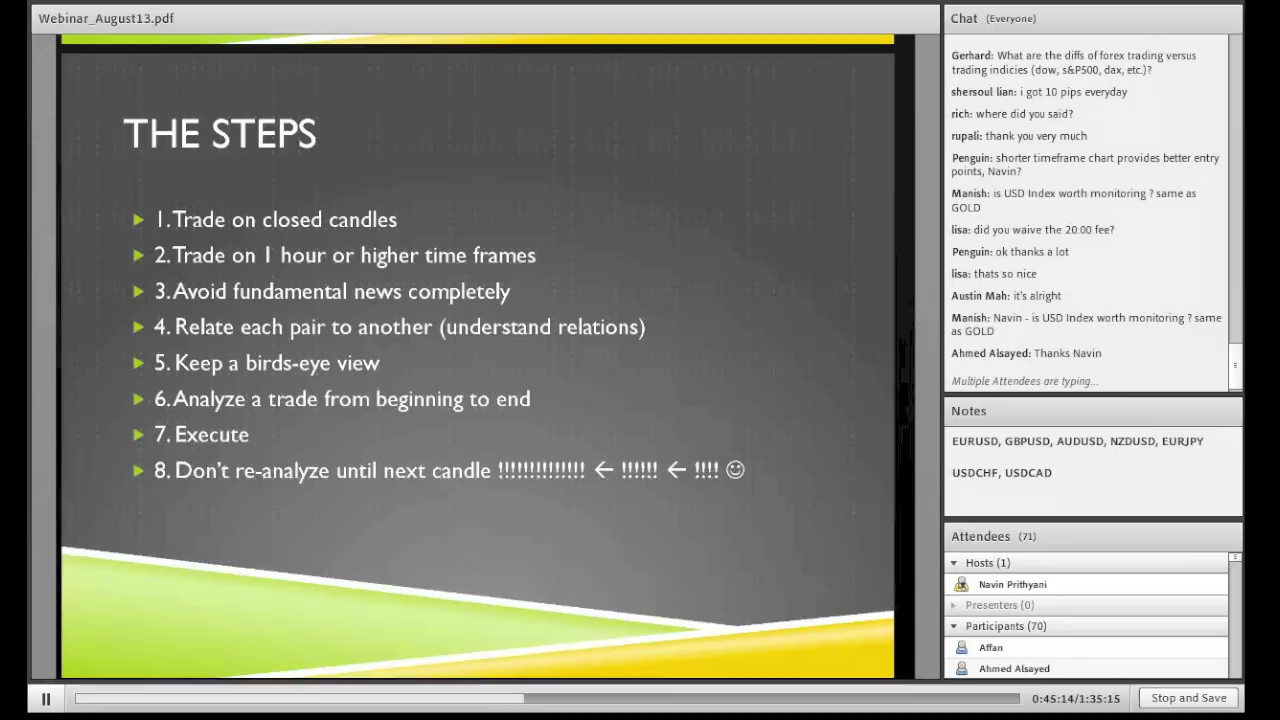 Webinar_August13.pdf
THE STEPS
1. Trade on closed candles
2. Trade on 1 hour or higher time frames
3. Avoid fundamental news completely
4. Relate each pair to another (understand relations)
5. Keep a birds-eye view
6. Analyze a trade from beginning to end
7. Execute
8. Don't re-analyze until next candle !!!!!!!!!!!!!! ← !!!!!! ← !!!! ☺
Chat (Everyone)
Gerhard: What are the diffs of forex trading versus
trading indicies (dow, s&P500, dax, etc.)?
shersoul lian: i got 10 pips everyday
rich: where did you said?
rupali: thank you very much
Penguin: shorter timeframe chart provides better entry
points, Navin?
Manish: is USD Index worth monitoring ? same as
GOLD
lisa: did you waive the 20.00 fee?
Penguin: ok thanks a lot
lisa: thats so nice
Austin Mah: it's alright
Manish: Navin - is USD Index worth monitoring ? same
as GOLD
Ahmed Alsayed: Thanks Navin
Multiple Attendees are typing...
Notes
EURUSD, GBPUSD, AUDUSD, NZDUSD, EURJPY
USDCHF, USDCAD
Attendees (71)
Hosts (1)
Navin Prithyani
Presenters (0)
Participants (70)
Affan
Ahmed Alsayed
0:45:14/1:35:15
Stop and Save